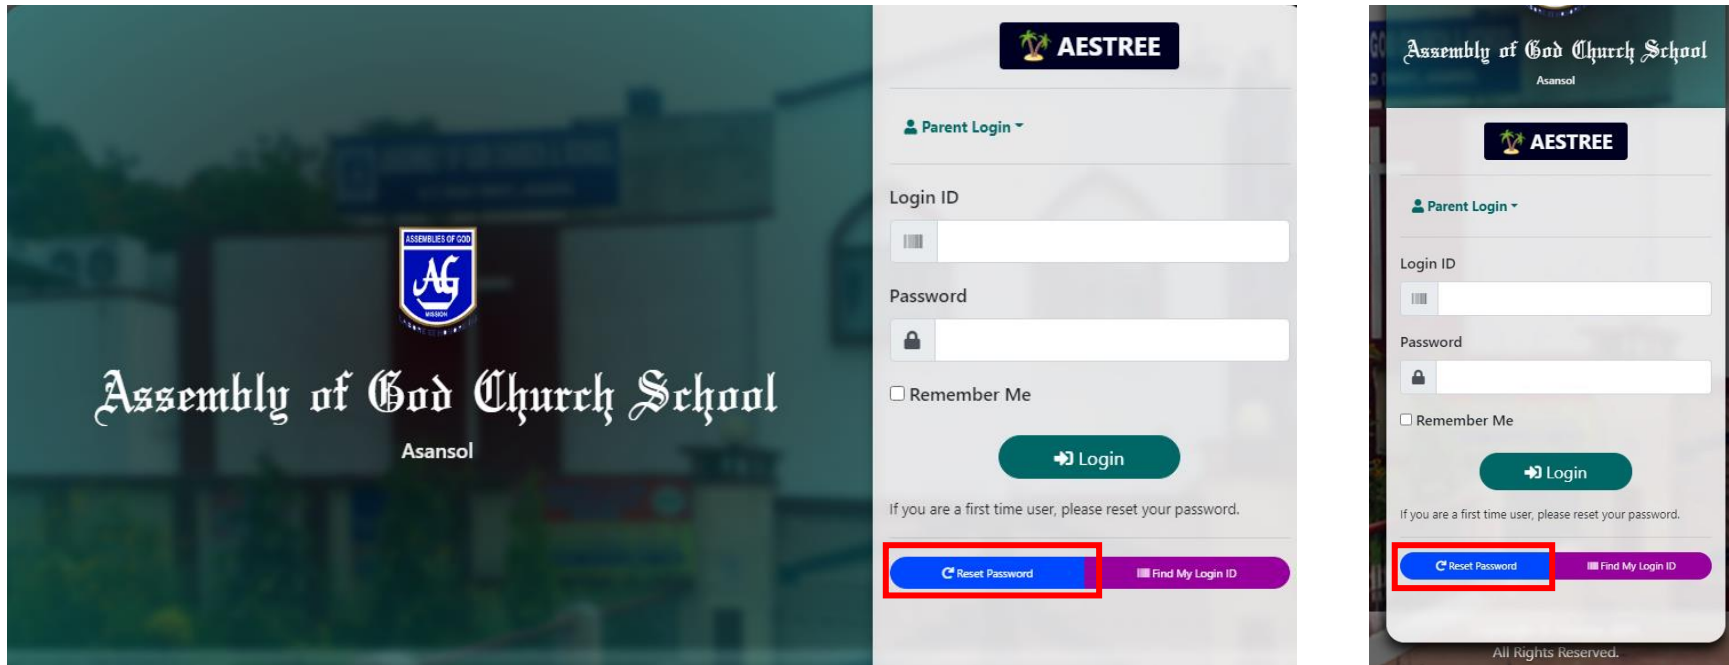 ASSEMBLIES OF GOD
AG
MISSION
Assembly of God Church School
Asansol
AESTREE
Parent Login
Login ID
Password
Remember Me
Login
If you are a first time user, please reset your password.
Reset Password
Find My Login ID
Assembly of God Church School
Asansol
AESTREE
Parent Login
Login ID
Password
Remember Me
Login
If you are a first time user, please reset your password.
Reset Password
Find My Login ID
All Rights Reserved.